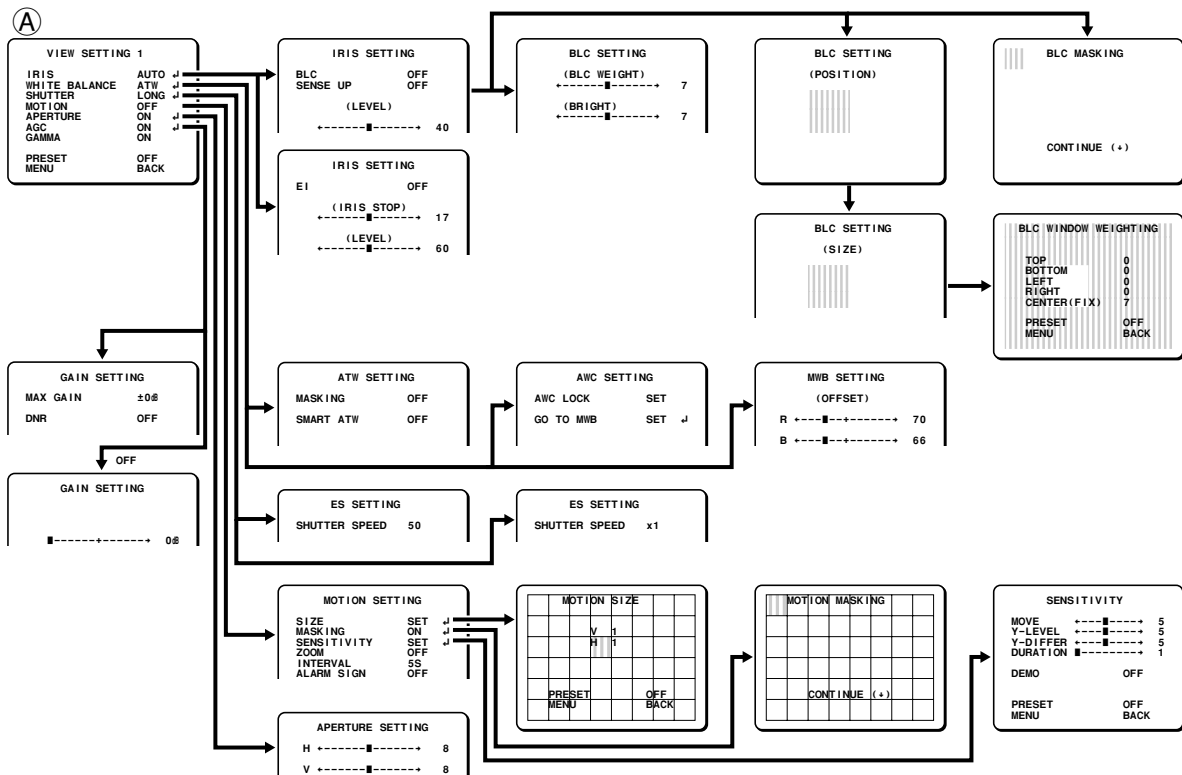 A
VIEW SETTING 1
IRIS AUTO ↲
WHITE BALANCE ATW ↲
SHUTTER LONG ↲
MOTION OFF
APERTURE ON ↲
AGC ON ↲
GAMMA ON
PRESET OFF
MENU BACK
IRIS SETTING
BLC OFF
SENSE UP OFF
(LEVEL)
40
BLC SETTING
(BLC WEIGHT)
7
(BRIGHT)
7
BLC SETTING
(POSITION)
BLC MASKING
CONTINUE (↓)
IRIS SETTING
EI OFF
(IRIS STOP)
17
(LEVEL)
60
BLC SETTING
(SIZE)
BLC WINDOW WEIGHTING
TOP 0
BOTTOM 0
LEFT 0
RIGHT 0
CENTER(FIX) 7
PRESET OFF
MENU BACK
GAIN SETTING
MAX GAIN ±0dB
DNR OFF
ATW SETTING
MASKING OFF
SMART ATW OFF
AWC SETTING
AWC LOCK SET
GO TO MWB SET ↲
MWB SETTING
(OFFSET)
R 70
B 66
OFF
GAIN SETTING
0dB
ES SETTING
SHUTTER SPEED 50
ES SETTING
SHUTTER SPEED x1
MOTION SETTING
SIZE SET ↲
MASKING ON ↲
SENSITIVITY SET ↲
ZOOM OFF
INTERVAL 5S
ALARM SIGN OFF
MOTION SIZE
V 1
H 1
PRESET OFF
MENU BACK
MOTION MASKING
CONTINUE (↓)
SENSITIVITY
MOVE 5
Y-LEVEL 5
Y-DIFFER 5
DURATION 1
DEMO OFF
PRESET OFF
MENU BACK
APERTURE SETTING
H 8
V 8